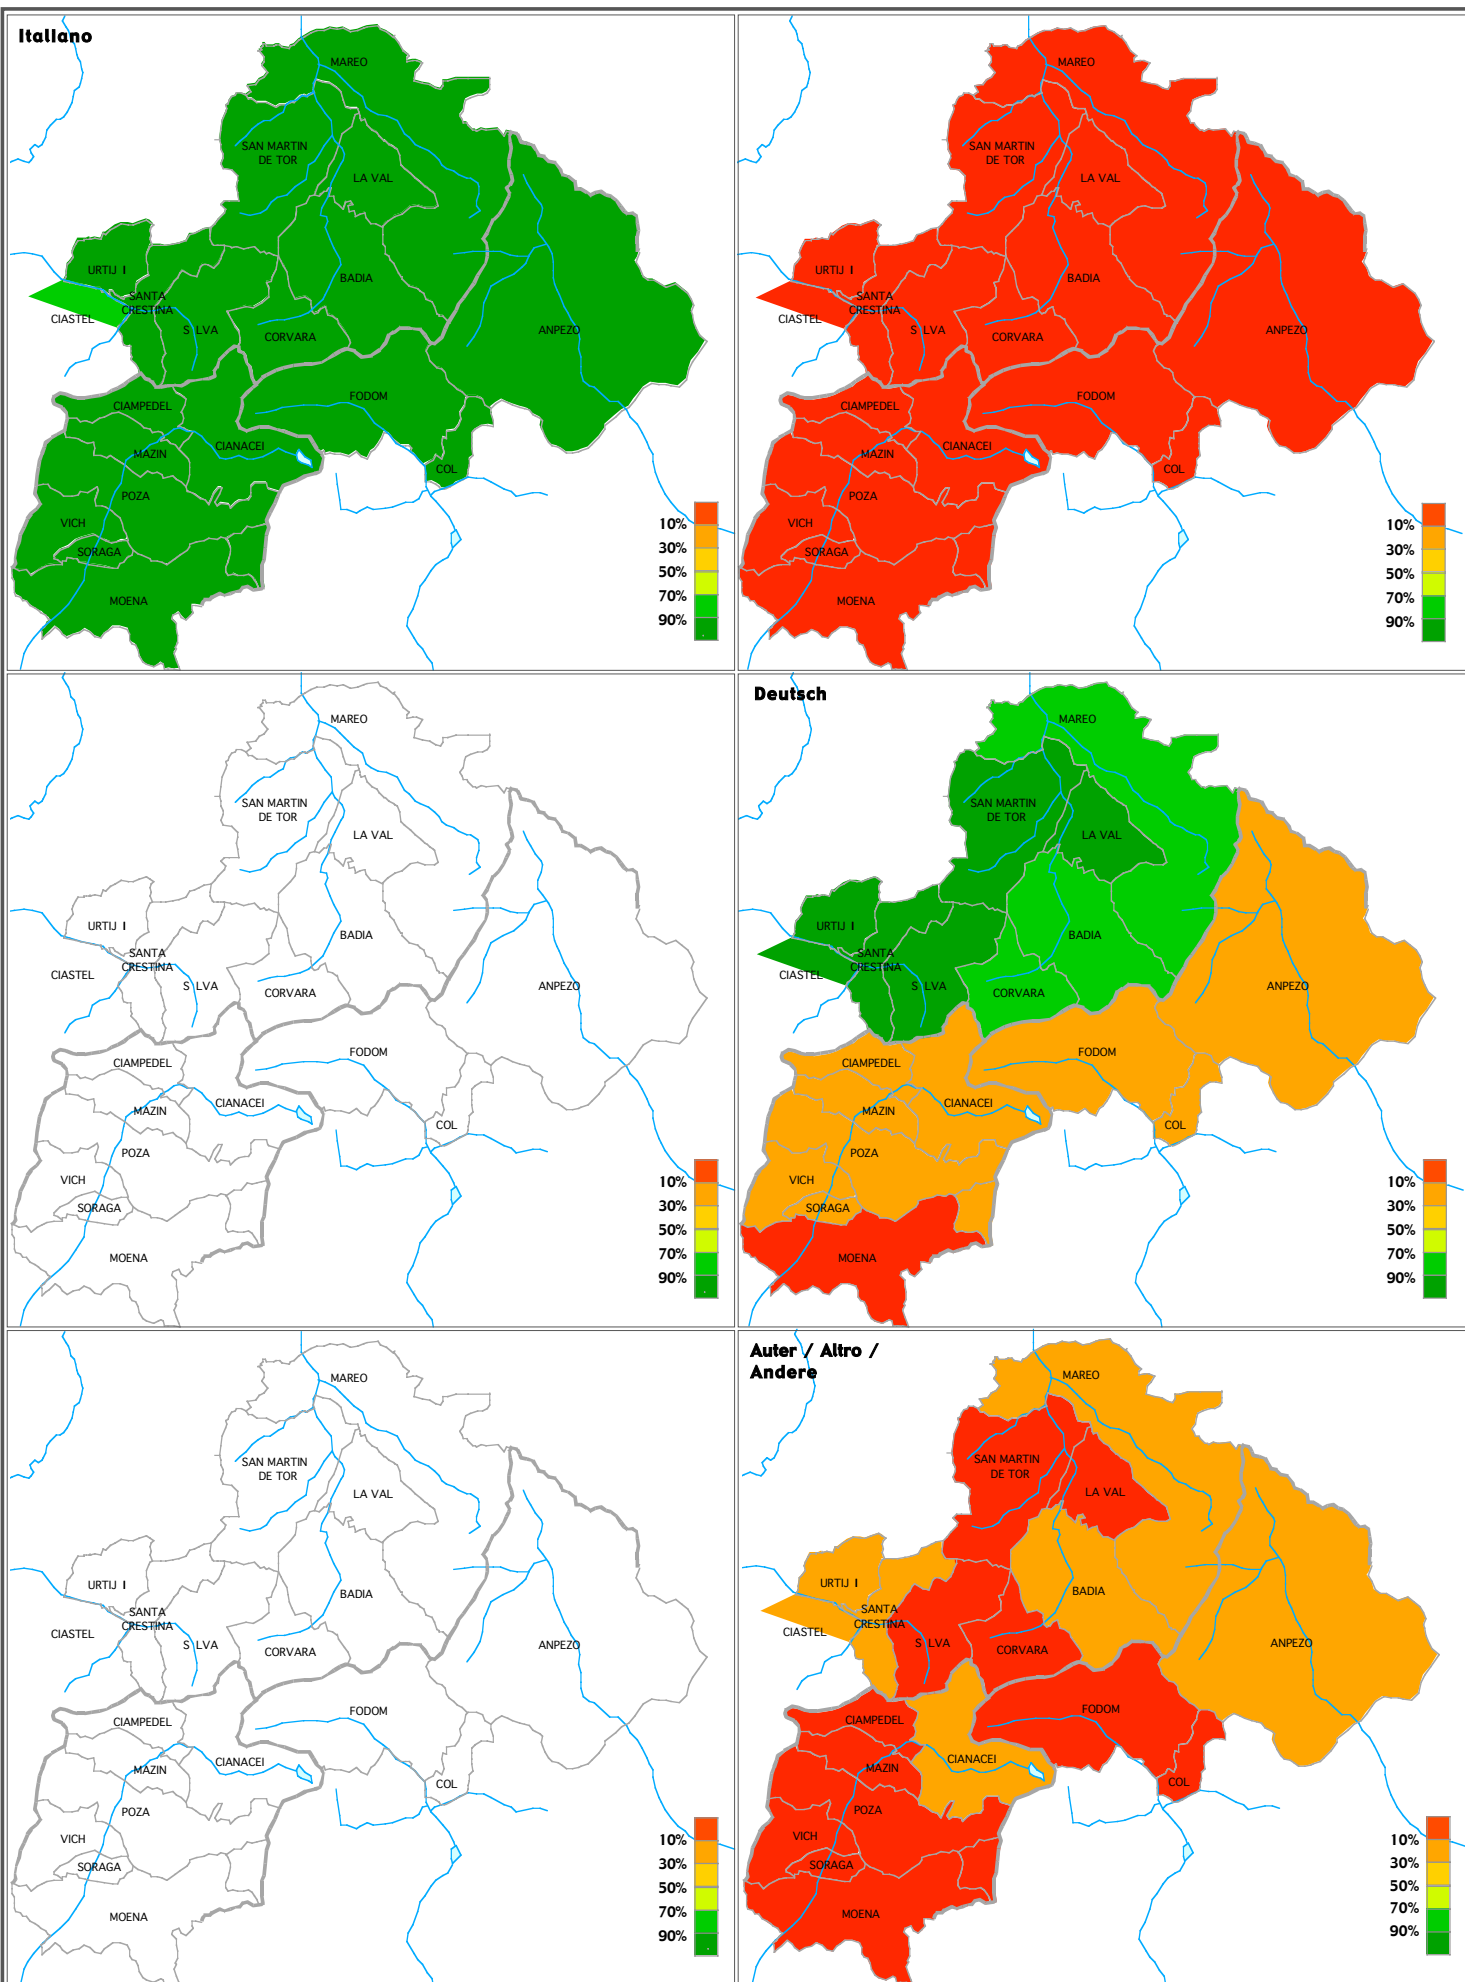 Italiano
MAREO
SAN MARTIN
DE TOR
LA VAL
URTIJ I
SANTA
CRESTINA
CIASTEL
S LVA
BADIA
CORVARA
ANPEZO
FODOM
CIAMPEDEL
MAZIN
CIANACEI
COL
POZA
VICH
SORAGA
MOENA
10%
30%
50%
70%
90%
MAREO
SAN MARTIN
DE TOR
LA VAL
URTIJ I
SANTA
CRESTINA
CIASTEL
S LVA
BADIA
CORVARA
ANPEZO
FODOM
CIAMPEDEL
MAZIN
CIANACEI
COL
POZA
VICH
SORAGA
MOENA
10%
30%
50%
70%
90%
MAREO
SAN MARTIN
DE TOR
LA VAL
URTIJ I
SANTA
CRESTINA
CIASTEL
S LVA
BADIA
CORVARA
ANPEZO
FODOM
CIAMPEDEL
MAZIN
CIANACEI
COL
POZA
VICH
SORAGA
MOENA
10%
30%
50%
70%
90%
Deutsch
MAREO
SAN MARTIN
DE TOR
LA VAL
URTIJ I
SANTA
CRESTINA
CIASTEL
S LVA
BADIA
CORVARA
ANPEZO
FODOM
CIAMPEDEL
MAZIN
CIANACEI
COL
POZA
VICH
SORAGA
MOENA
10%
30%
50%
70%
90%
MAREO
SAN MARTIN
DE TOR
LA VAL
URTIJ I
SANTA
CRESTINA
CIASTEL
S LVA
BADIA
CORVARA
ANPEZO
FODOM
CIAMPEDEL
MAZIN
CIANACEI
COL
POZA
VICH
SORAGA
MOENA
10%
30%
50%
70%
90%
Auter / Altro /
Andere
MAREO
SAN MARTIN
DE TOR
LA VAL
URTIJ I
SANTA
CRESTINA
CIASTEL
S LVA
BADIA
CORVARA
ANPEZO
FODOM
CIAMPEDEL
MAZIN
CIANACEI
COL
POZA
VICH
SORAGA
MOENA
10%
30%
50%
70%
90%